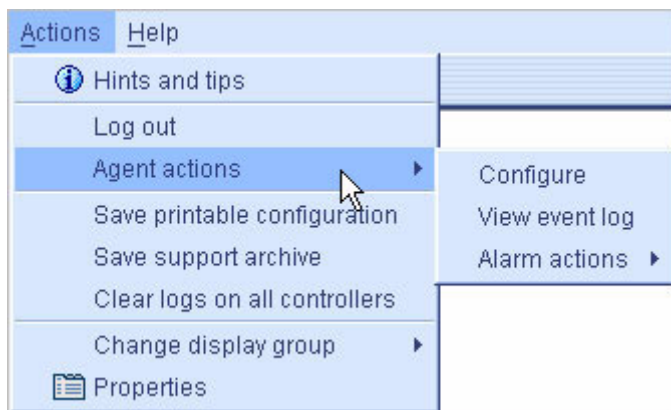 Actions Help
Hints and tips
Log out
Agent actions
Configure
View event log
Alarm actions
Save printable configuration
Save support archive
Clear logs on all controllers
Change display group
Properties